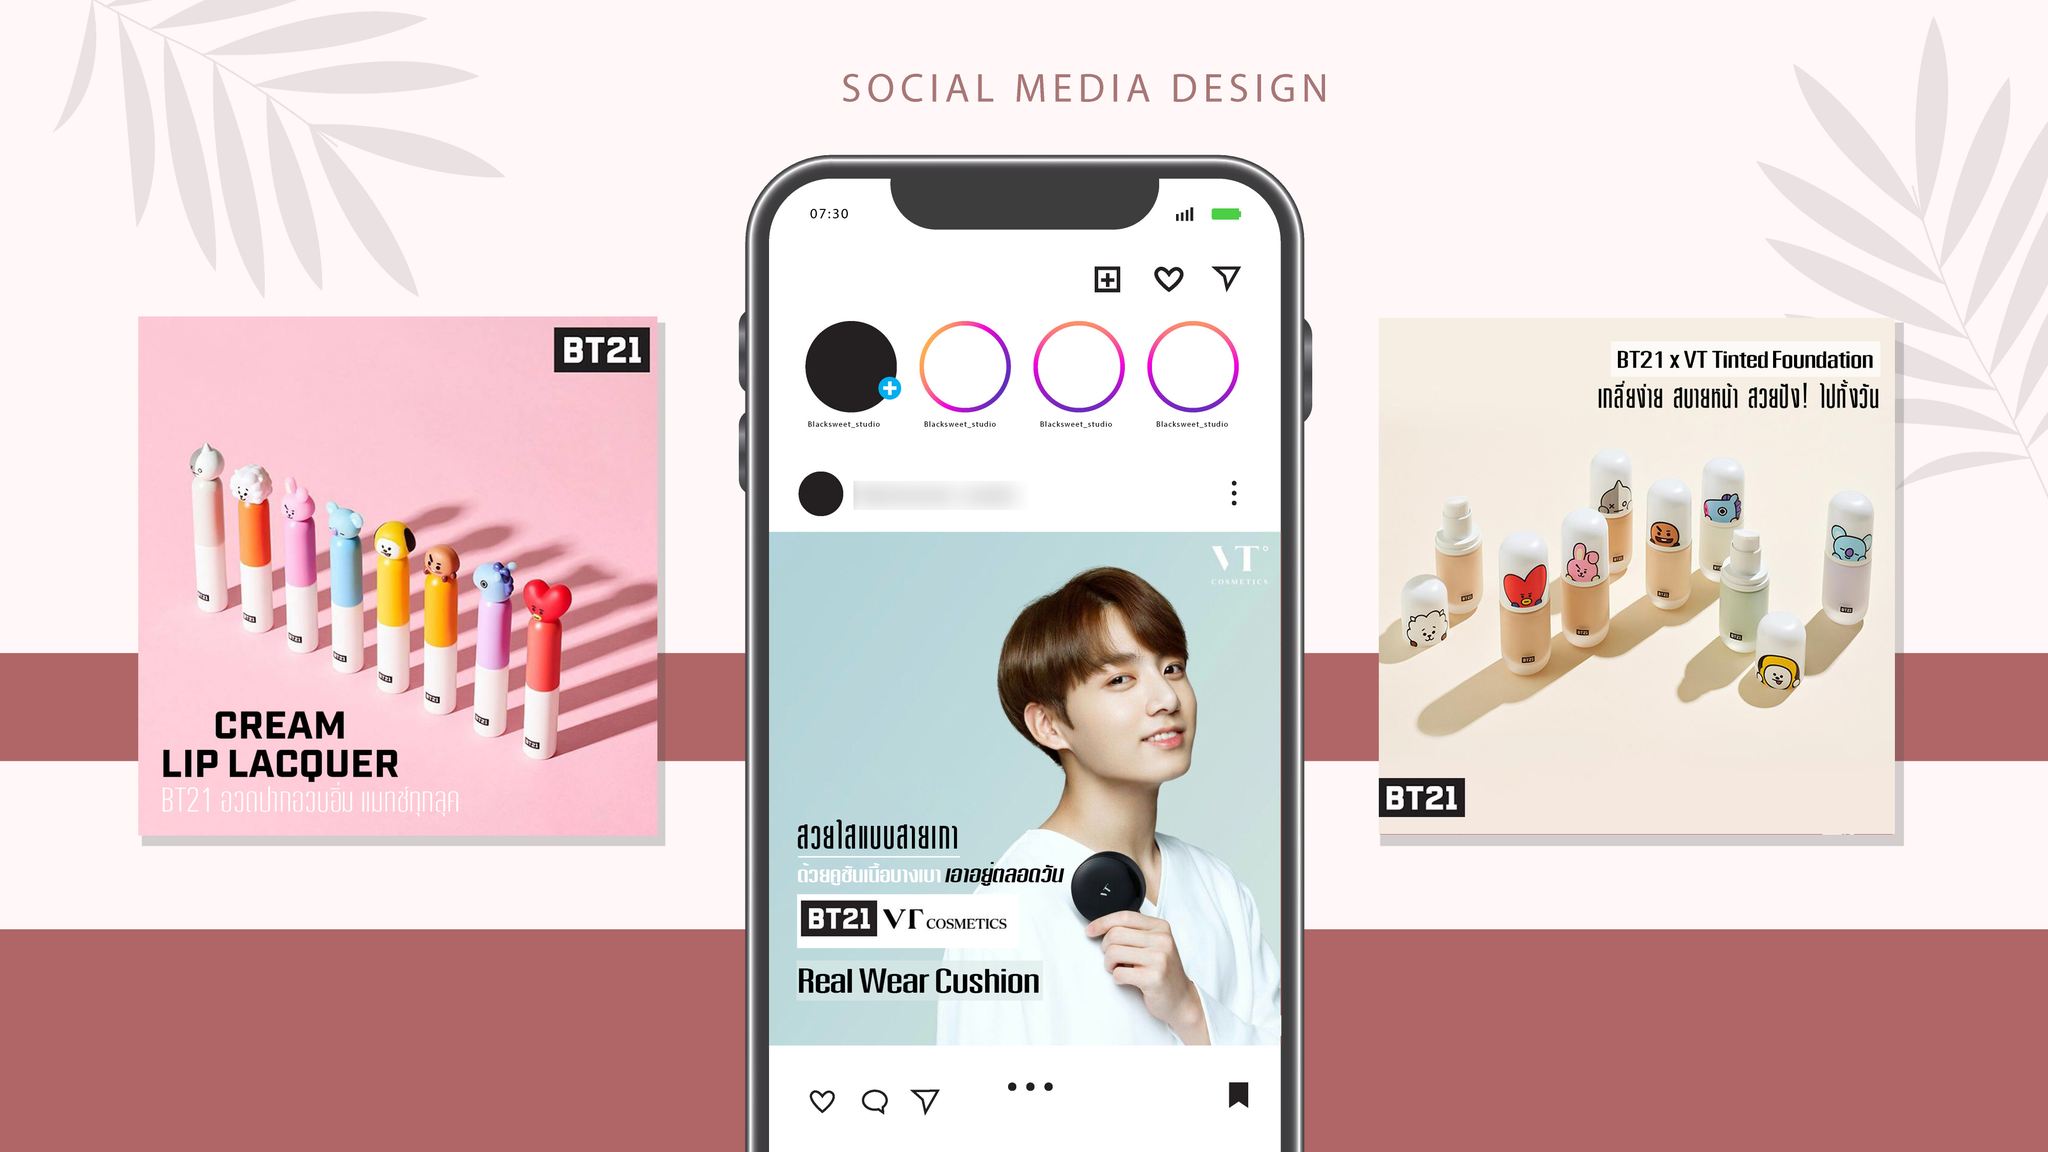 SOCIAL MEDIA DESIGN
BT21
CREAM
LIP LACQUER
BT21 อวดปากอวบอิ่ม แมทช์ทุกลุค
07:30
Blacksweet_studio
Blacksweet_studio
Blacksweet_studio
Blacksweet_studio
VT
COSMETICS
สวยใสแบบสายเกา
ด้วยคูชันเนื้อบางเบา เอาอยู่ตลอดวัน
VT
BT21 VT COSMETICS
Real Wear Cushion
BT21 x VT Tinted Foundation
เกลี่ยง่าย สบายหน้า สวยปัง! ไปทั้งวัน
BT21